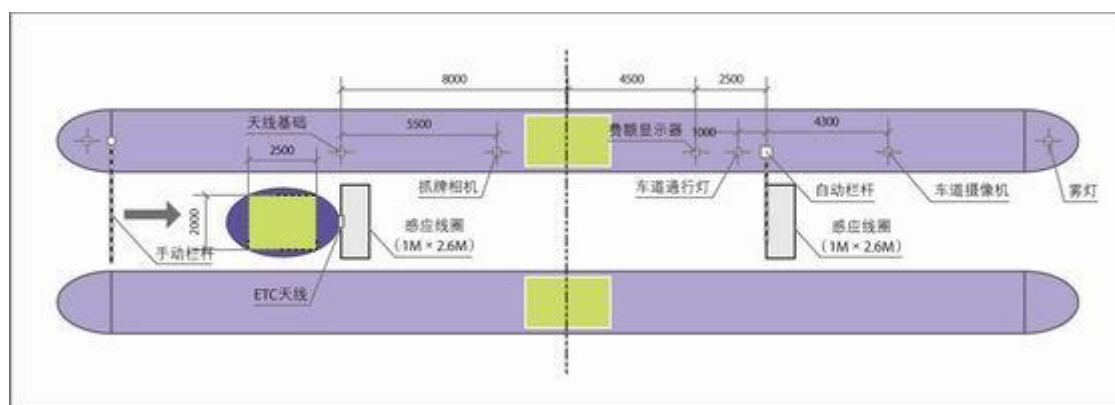 8000
4500
2500
天线基础
5500
费额显示器
1000
4300
2500
抓牌相机
车道通行灯
自动栏杆
车道摄像机
雾灯
2000
手动栏杆
感应线圈
（1M × 2.6M）
感应线圈
（1M × 2.6M）
ETC天线